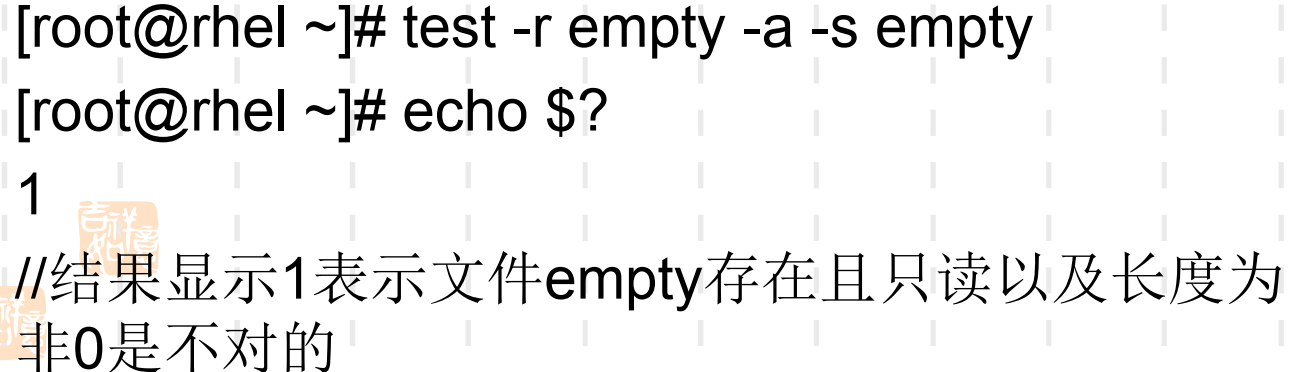 [root@rhel ~]# test -r empty -a -s empty
[root@rhel ~]# echo $?
1
//结果显示1表示文件empty存在且只读以及长度为
非0是不对的